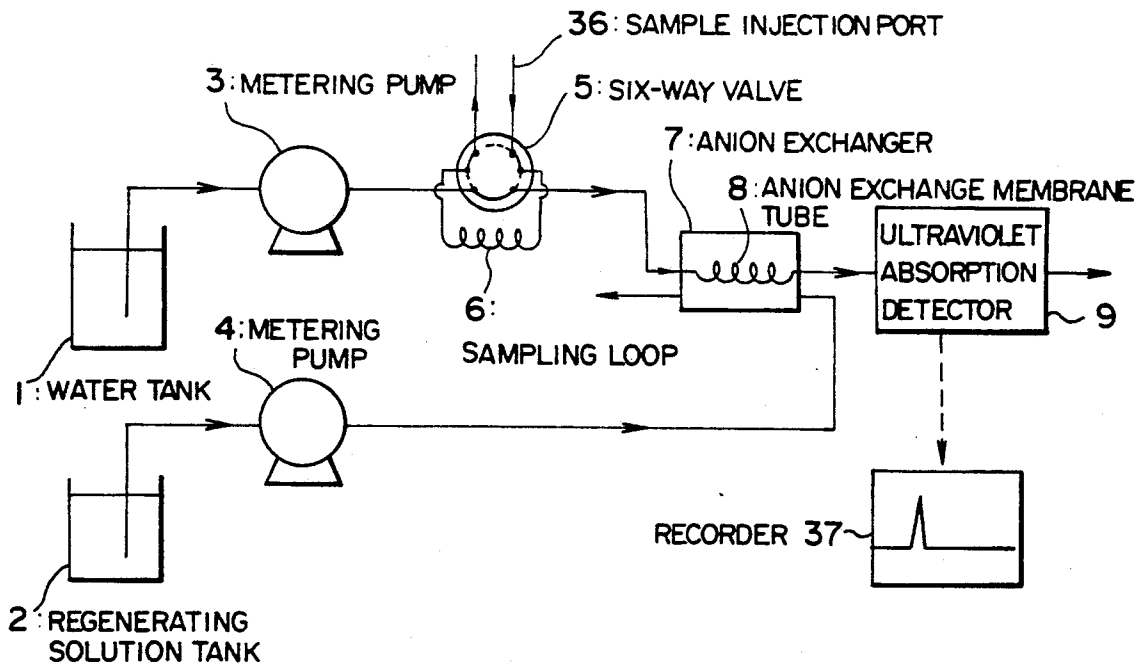 36: SAMPLE INJECTION PORT
3: METERING PUMP
5: SIX-WAY VALVE
7: ANION EXCHANGER
8: ANION EXCHANGE MEMBRANE
TUBE
ULTRAVIOLET
ABSORPTION
DETECTOR
9
6:
SAMPLING LOOP
4: METERING
PUMP
1: WATER TANK
RECORDER 37
2: REGENERATING
SOLUTION TANK